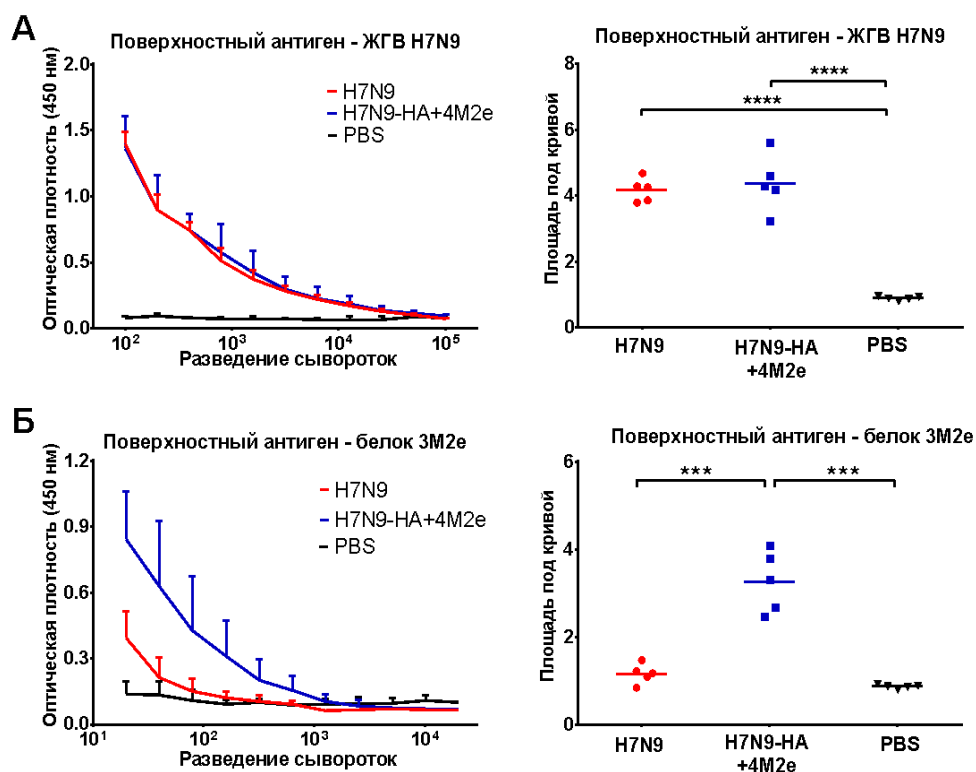 А
Поверхностный антиген - ЖГВ H7N9
Оптическая плотность (450 нм)
2.0
1.5
1.0
0.5
0.0
H7N9
H7N9-HA+4M2e
PBS
10²
10³
10⁴
10⁵
Разведение сывороток
Поверхностный антиген - ЖГВ H7N9
Площадь под кривой
8
6
4
2
0
****
****
H7N9
H7N9-HA
+4M2e
PBS
Б
Поверхностный антиген - белок 3M2e
Оптическая плотность (450 нм)
1.2
0.9
0.6
0.3
0.0
H7N9
H7N9-HA+4M2e
PBS
10¹
10²
10³
10⁴
Разведение сывороток
Поверхностный антиген - белок 3M2e
Площадь под кривой
6
4
2
0
***
***
H7N9
H7N9-HA
+4M2e
PBS